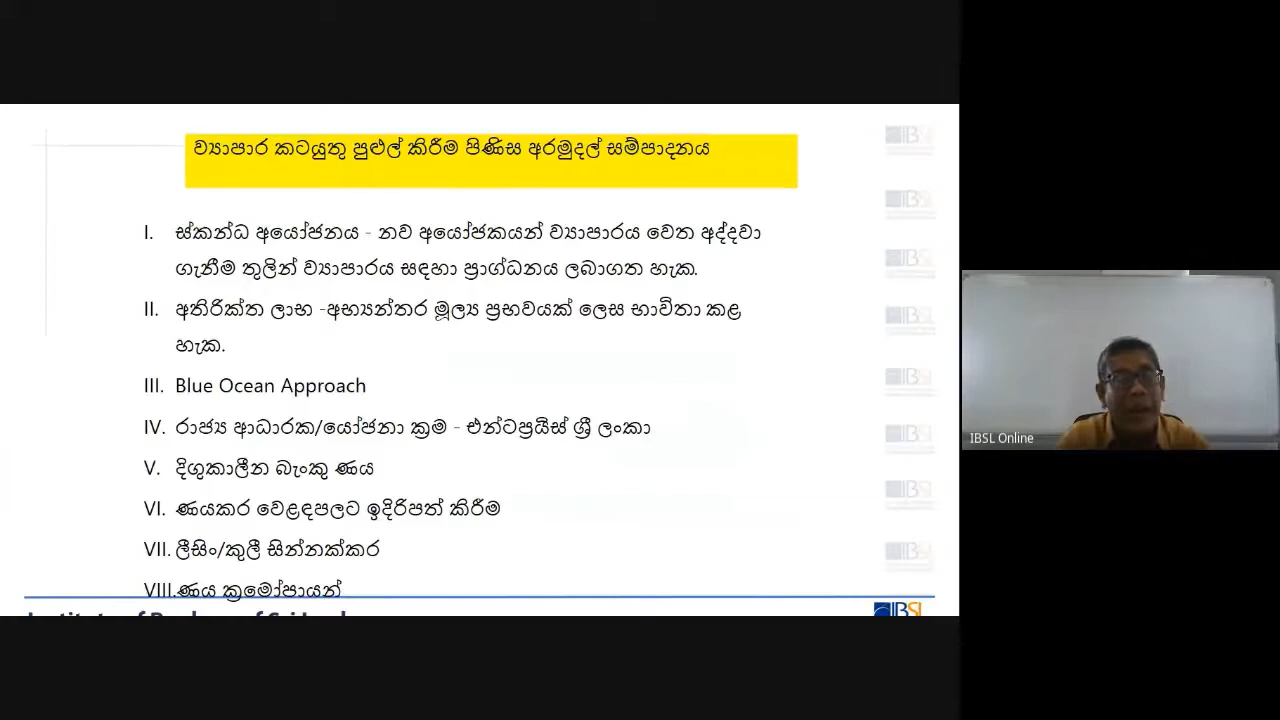 ව්‍යාපාර කටයුතු පුළුල් කිරීම පිණිස අරමුදල් සම්පාදනය
I. ස්කන්ධ අයෝජනය - නව අයෝජකයන් ව්‍යාපාරය වෙත අද්දවා
ගැනීම තුලින් ව්‍යාපාරය සඳහා ප්‍රාග්ධනය ලබාගත හැක.
II. අතිරික්ත ලාභ -අභ්‍යන්තර මූල්‍ය ප්‍රභවයක් ලෙස භාවිතා කළ
හැක.
III. Blue Ocean Approach
IV. රාජ්‍ය ආධාරක/යෝජනා ක්‍රම - එන්ටප්‍රයිස් ශ්‍රී ලංකා
V. දිගුකාලීන බැංකු ණය
VI. ණයකර වෙළඳපලට ඉදිරිපත් කිරීම
VII. ලීසිං/කුලී සින්නක්කර
VIII. ණය ක්‍රමෝපායන්
IBSL
IBSL Online